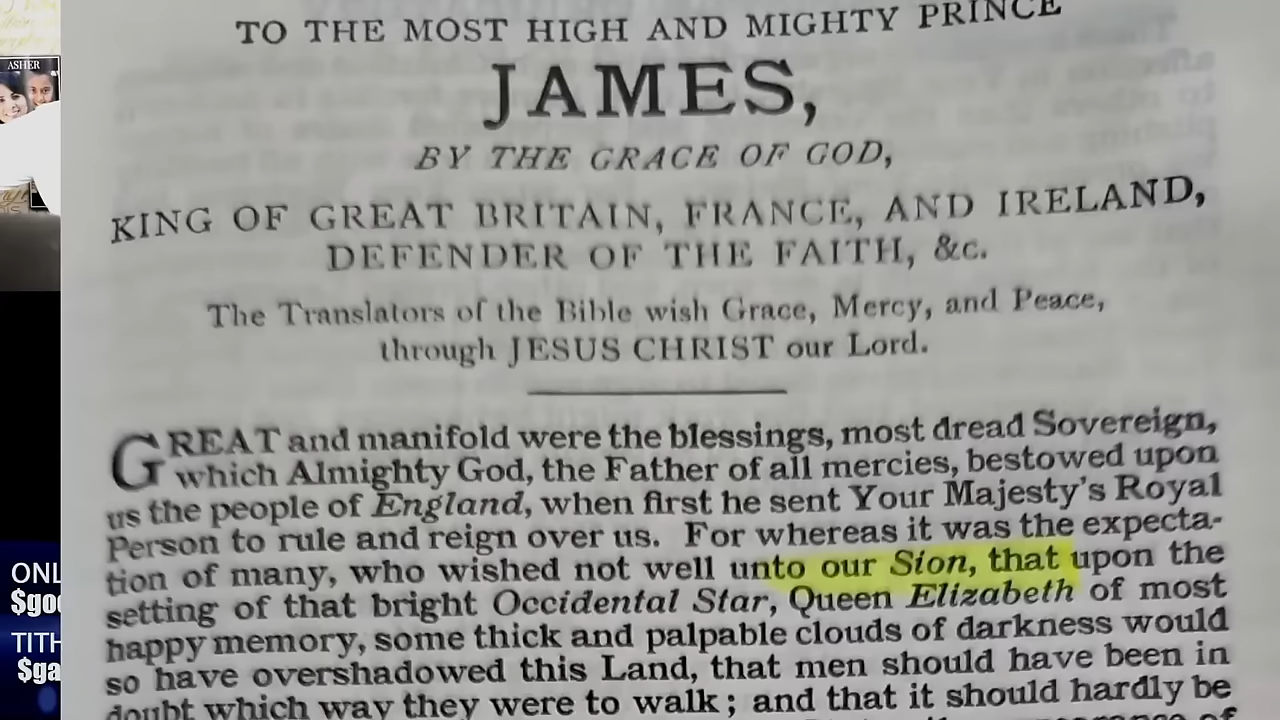 TO THE MOST HIGH AND MIGHTY PRINCE
JAMES,
BY THE GRACE OF GOD,
KING OF GREAT BRITAIN, FRANCE, AND IRELAND,
DEFENDER OF THE FAITH, &c.
The Translators of the Bible wish Grace, Mercy, and Peace,
through JESUS CHRIST our Lord.
GREAT and manifold were the blessings, most dread Sovereign,
which Almighty God, the Father of all mercies, bestowed upon
us the people of England, when first he sent Your Majesty's Royal
Person to rule and reign over us. For whereas it was the expecta-
tion of many, who wished not well unto our Sion, that upon the
setting of that bright Occidental Star, Queen Elizabeth of most
happy memory, some thick and palpable clouds of darkness would
so have overshadowed this Land, that men should have been in
doubt which way they were to walk; and that it should hardly be
ASHER
ONL
$go
TITH
$ga